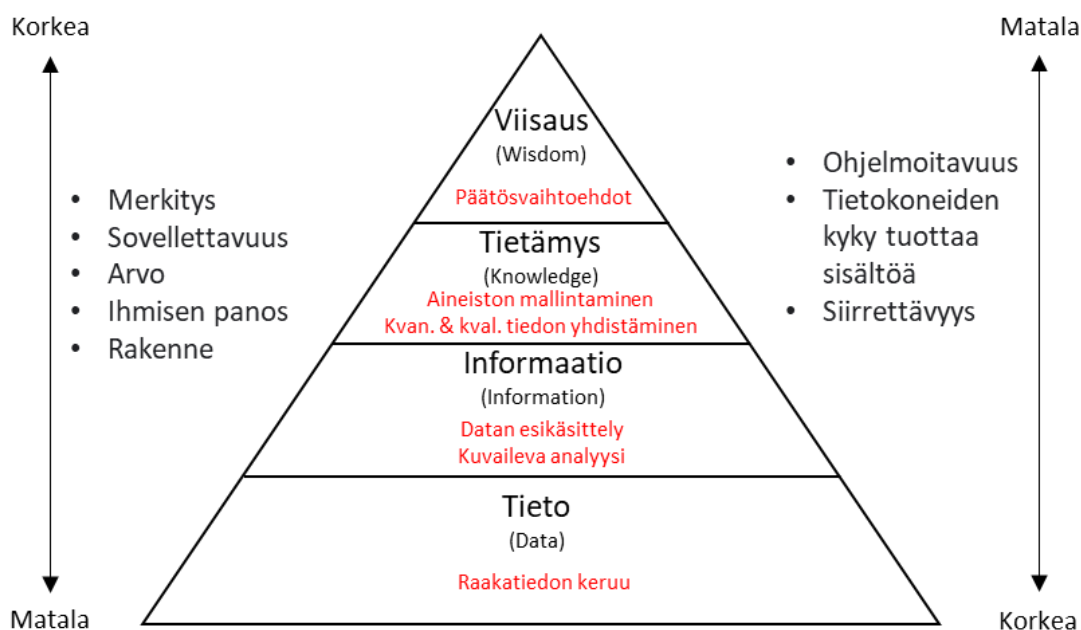 Korkea
Matala
Viisaus
(Wisdom)
Päätösvaihtoehdot
• Merkitys
• Sovellettavuus
• Arvo
• Ihmisen panos
• Rakenne
• Ohjelmoitavuus
• Tietokoneiden
kyky tuottaa
sisältöä
• Siirrettävyys
Tietämys
(Knowledge)
Aineiston mallintaminen
Kvan. & kval. tiedon yhdistäminen
Informaatio
(Information)
Datan esikäsittely
Kuvaileva analyysi
Tieto
(Data)
Raakatiedon keruu
Matala
Korkea